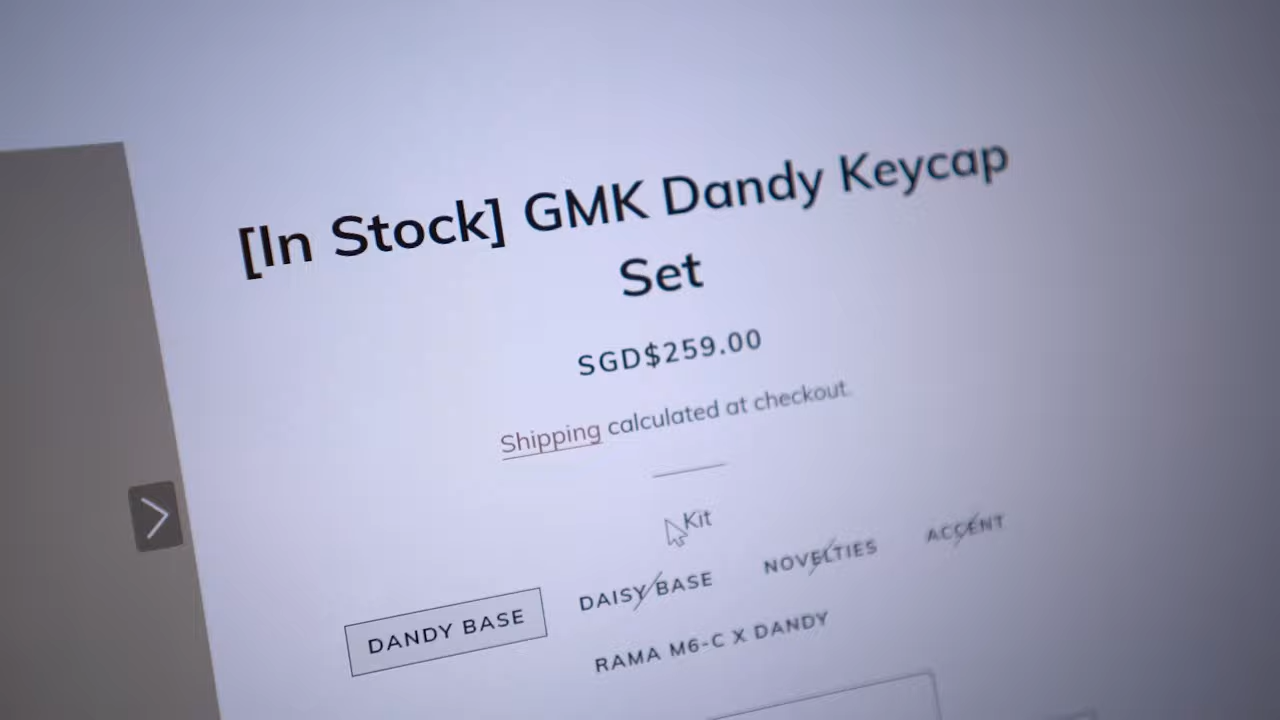 [In Stock] GMK Dandy Keycap
Set
SGD$259.00
Shipping calculated at checkout.
Kit
DANDY BASE
DAISY BASE
NOVELTIES
ACCENT
RAMA M6-C X DANDY